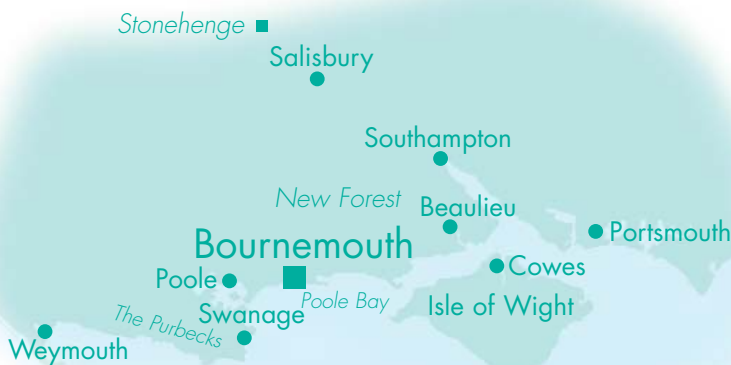 Stonehenge
Salisbury
Southampton
New Forest
Beaulieu
Portsmouth
Bournemouth
Cowes
Poole
Poole Bay
Isle of Wight
Swanage
The Purbecks
Weymouth